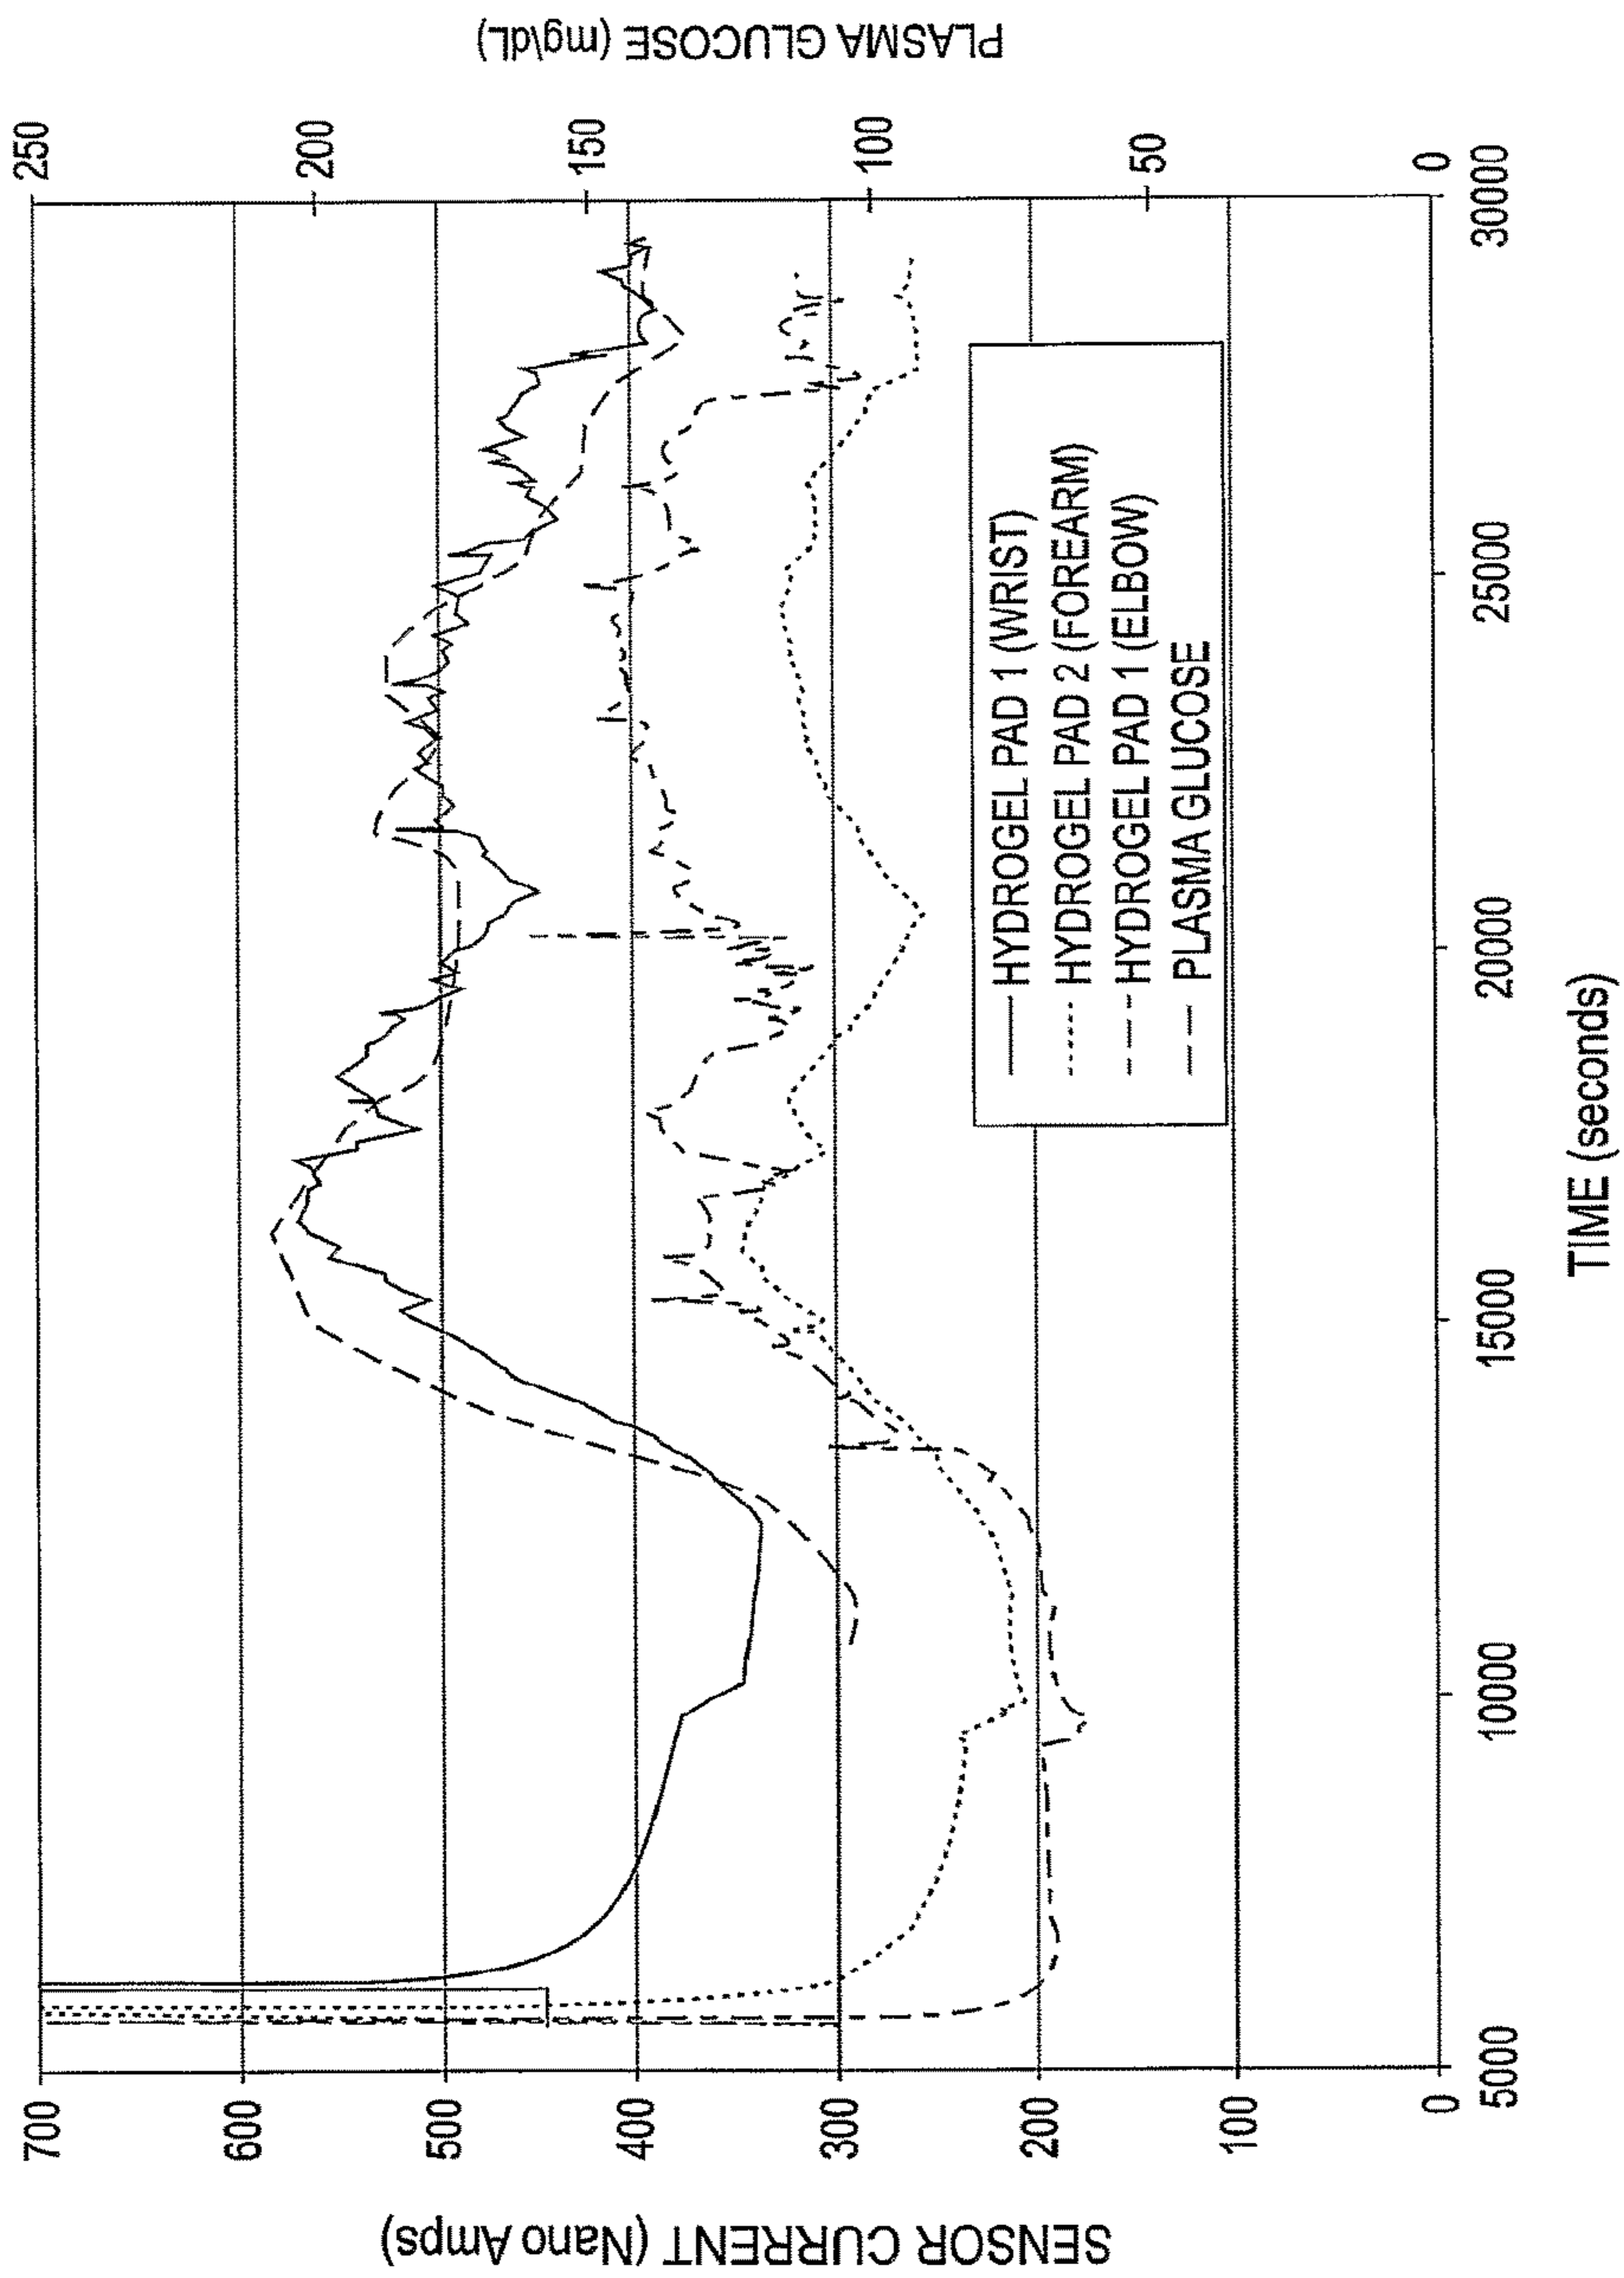 SENSOR CURRENT (Nano Amps)
700
600
500
400
300
200
100
0
5000
10000
15000
20000
25000
30000
TIME (seconds)
HYDROGEL PAD 1 (WRIST)
HYDROGEL PAD 2 (FOREARM)
HYDROGEL PAD 1 (ELBOW)
PLASMA GLUCOSE
250
200
150
100
50
0
PLASMA GLUCOSE (mg\dL)